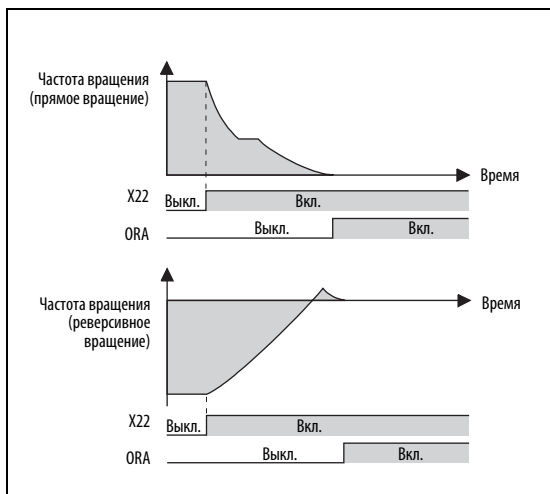 Частота вращения
(прямое вращение)
Время
X22
Выкл.
Вкл.
ORA
Выкл.
Вкл.
Частота вращения
(реверсивное
вращение)
Время
X22
Выкл.
Вкл.
ORA
Выкл.
Вкл.